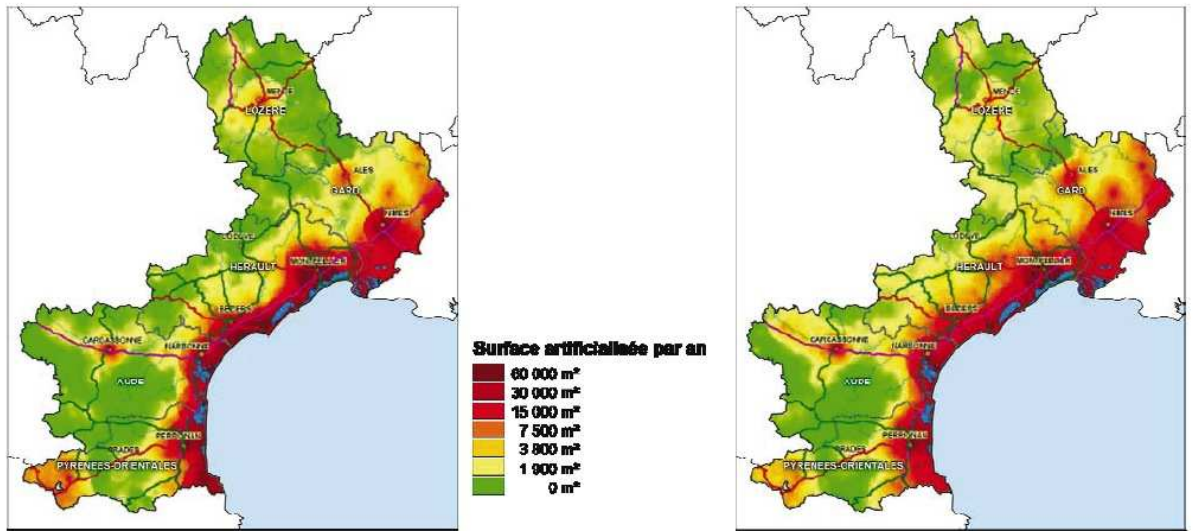 MENDE
LOZERE
ALES
GARD
NIMES
LODEVE
HERAULT
MONTPELLIER
BEZIERS
CARCASSONNE
NARBONNE
AUDE
PERPIGNAN
PRADES
PYRENEES-ORIENTALES
Surface artificialisée par an
60 000 m²
30 000 m²
15 000 m²
7 500 m²
3 800 m²
1 900 m²
0 m²
MENDE
LOZERE
ALES
GARD
NIMES
LODEVE
HERAULT
MONTPELLIER
BEZIERS
CARCASSONNE
NARBONNE
AUDE
PERPIGNAN
PRADES
PYRENEES-ORIENTALES